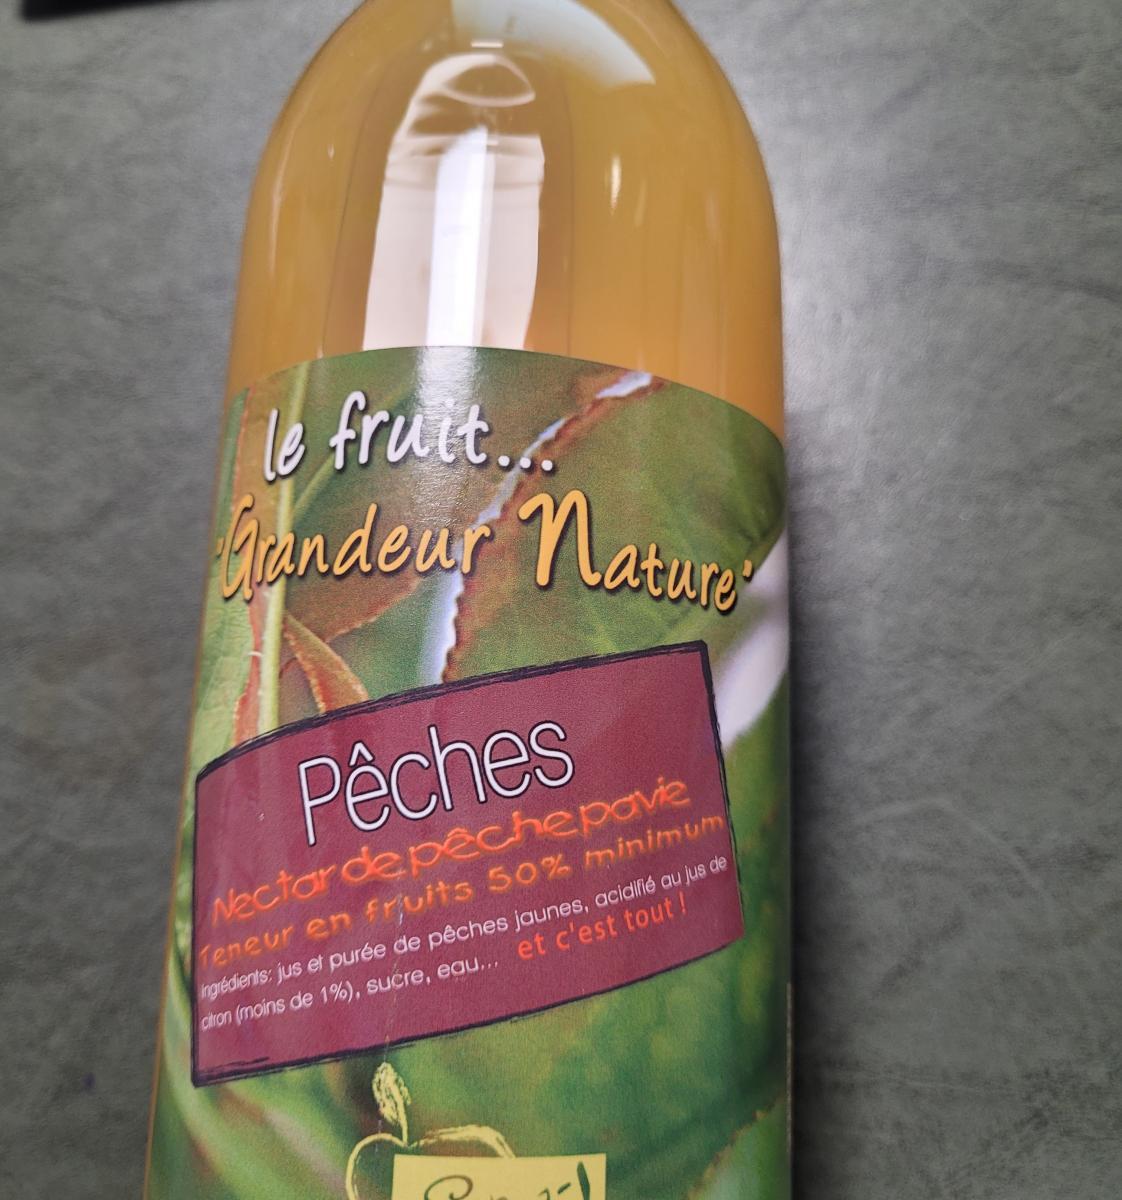 le fruit...
"Grandeur Nature"
Pêches
Nectar de pêche pavie
Teneur en fruits 50% minimum
Ingrédients: jus et purée de pêches jaunes, acidifié au jus de
citron (moins de 1%), sucre, eau... et c'est tout !